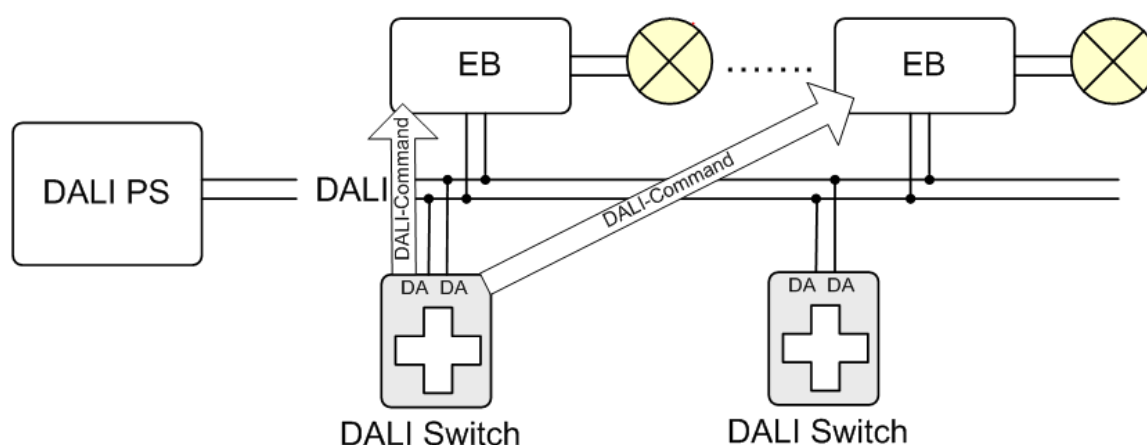 EB
EB
DALI PS
DALI
DALI-Command
DALI-Command
DA DA
DA DA
DALI Switch
DALI Switch